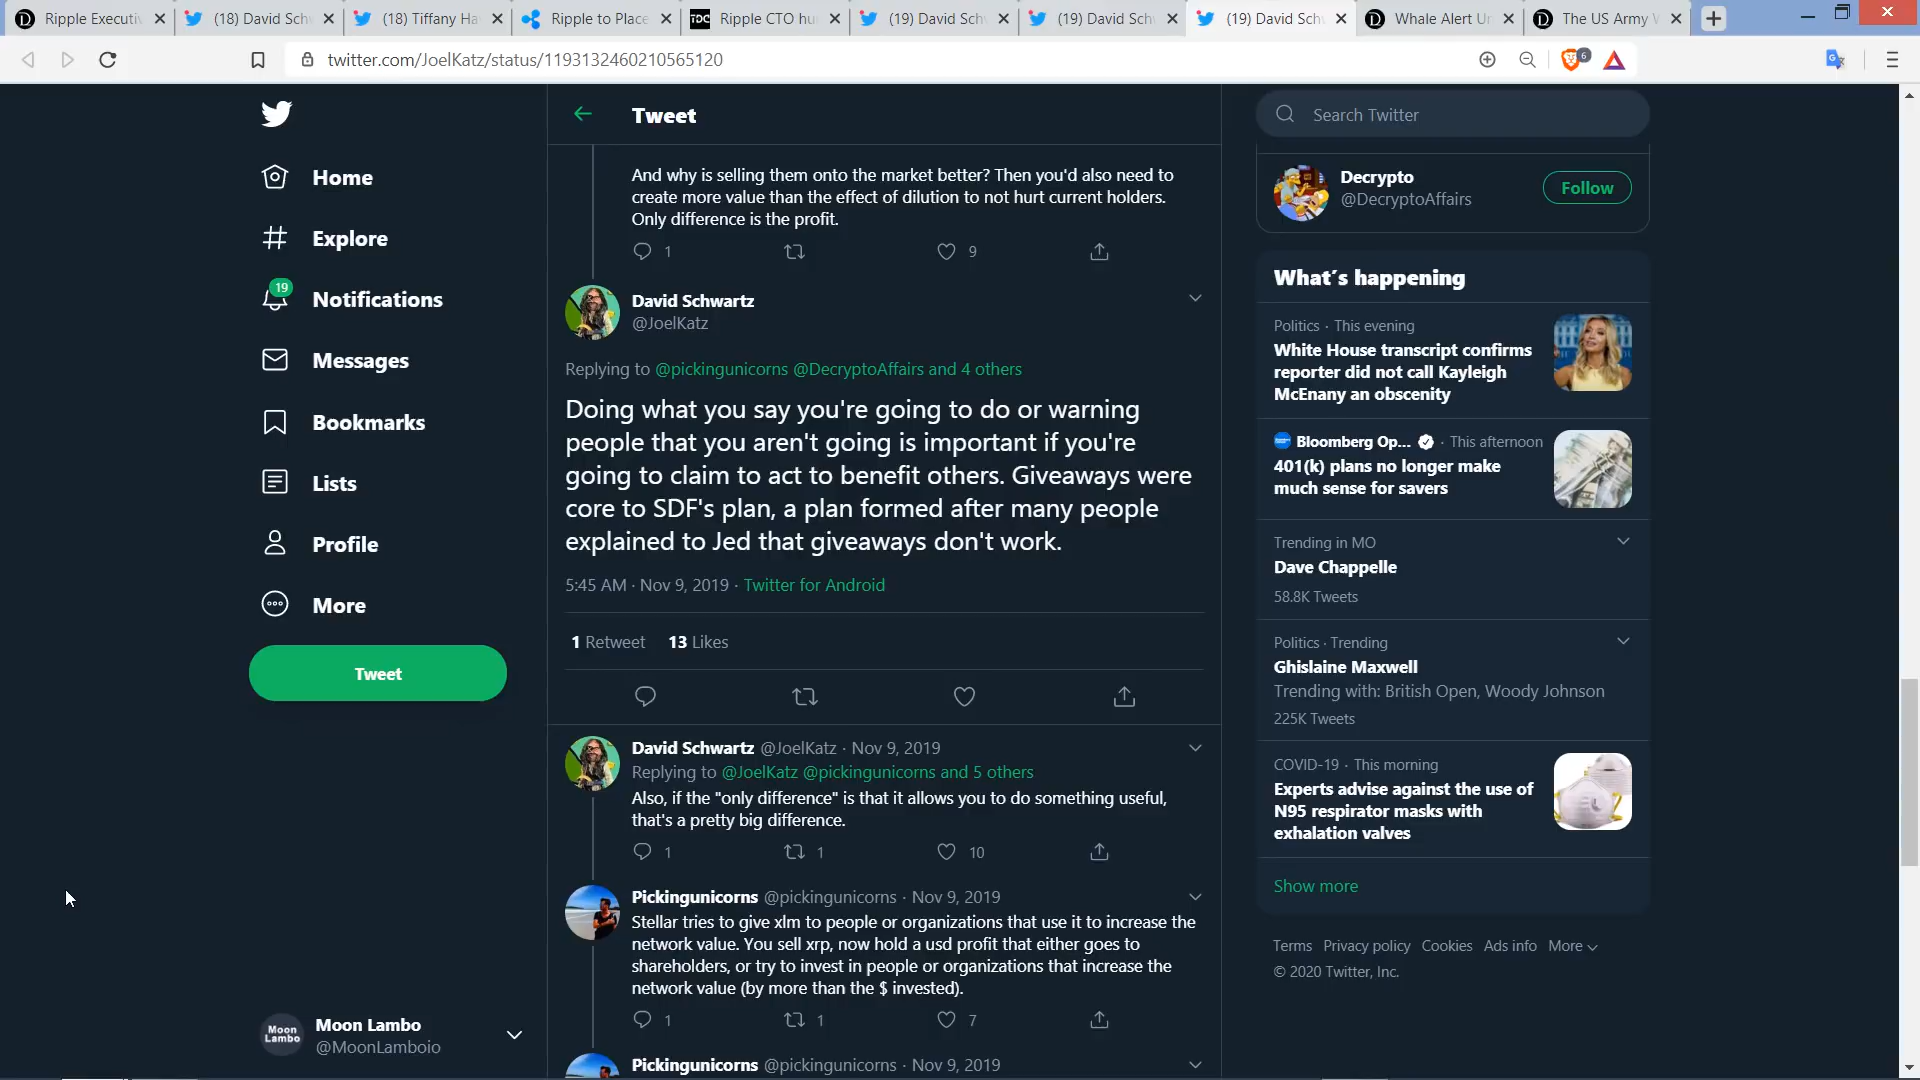 Ripple Executiv
(18) David Sch
(18) Tiffany Ha
Ripple to Place
Ripple CTO hu
(19) David Sch
(19) David Sch
(19) David Sch
Whale Alert Ur
The US Army
twitter.com/JoelKatz/status/1193132460210565120
6
Tweet
Search Twitter
Home
Explore
19
Notifications
Messages
Bookmarks
Lists
Profile
More
Tweet
Moon Lambo
Moon Lambo
@MoonLamboio
And why is selling them onto the market better? Then you'd also need to
create more value than the effect of dilution to not hurt current holders.
Only difference is the profit.
1
9
David Schwartz
@JoelKatz
Replying to @pickingunicorns @DecryptoAffairs and 4 others
Doing what you say you're going to do or warning
people that you aren't going is important if you're
going to claim to act to benefit others. Giveaways were
core to SDF's plan, a plan formed after many people
explained to Jed that giveaways don't work.
5:45 AM · Nov 9, 2019 · Twitter for Android
1 Retweet 13 Likes
David Schwartz @JoelKatz · Nov 9, 2019
Replying to @JoelKatz @pickingunicorns and 5 others
Also, if the "only difference" is that it allows you to do something useful,
that's a pretty big difference.
1
1
10
Pickingunicorns @pickingunicorns · Nov 9, 2019
Stellar tries to give xlm to people or organizations that use it to increase the
network value. You sell xrp, now hold a usd profit that either goes to
shareholders, or try to invest in people or organizations that increase the
network value (by more than the $ invested).
1
1
7
Pickingunicorns @pickingunicorns · Nov 9, 2019
Decrypto
@DecryptoAffairs
Follow
What's happening
Politics · This evening
White House transcript confirms
reporter did not call Kayleigh
McEnany an obscenity
Bloomberg Op... · This afternoon
401(k) plans no longer make
much sense for savers
Trending in MO
Dave Chappelle
58.8K Tweets
Politics · Trending
Ghislaine Maxwell
Trending with: British Open, Woody Johnson
225K Tweets
COVID-19 · This morning
Experts advise against the use of
N95 respirator masks with
exhalation valves
Show more
Terms Privacy policy Cookies Ads info More
© 2020 Twitter, Inc.